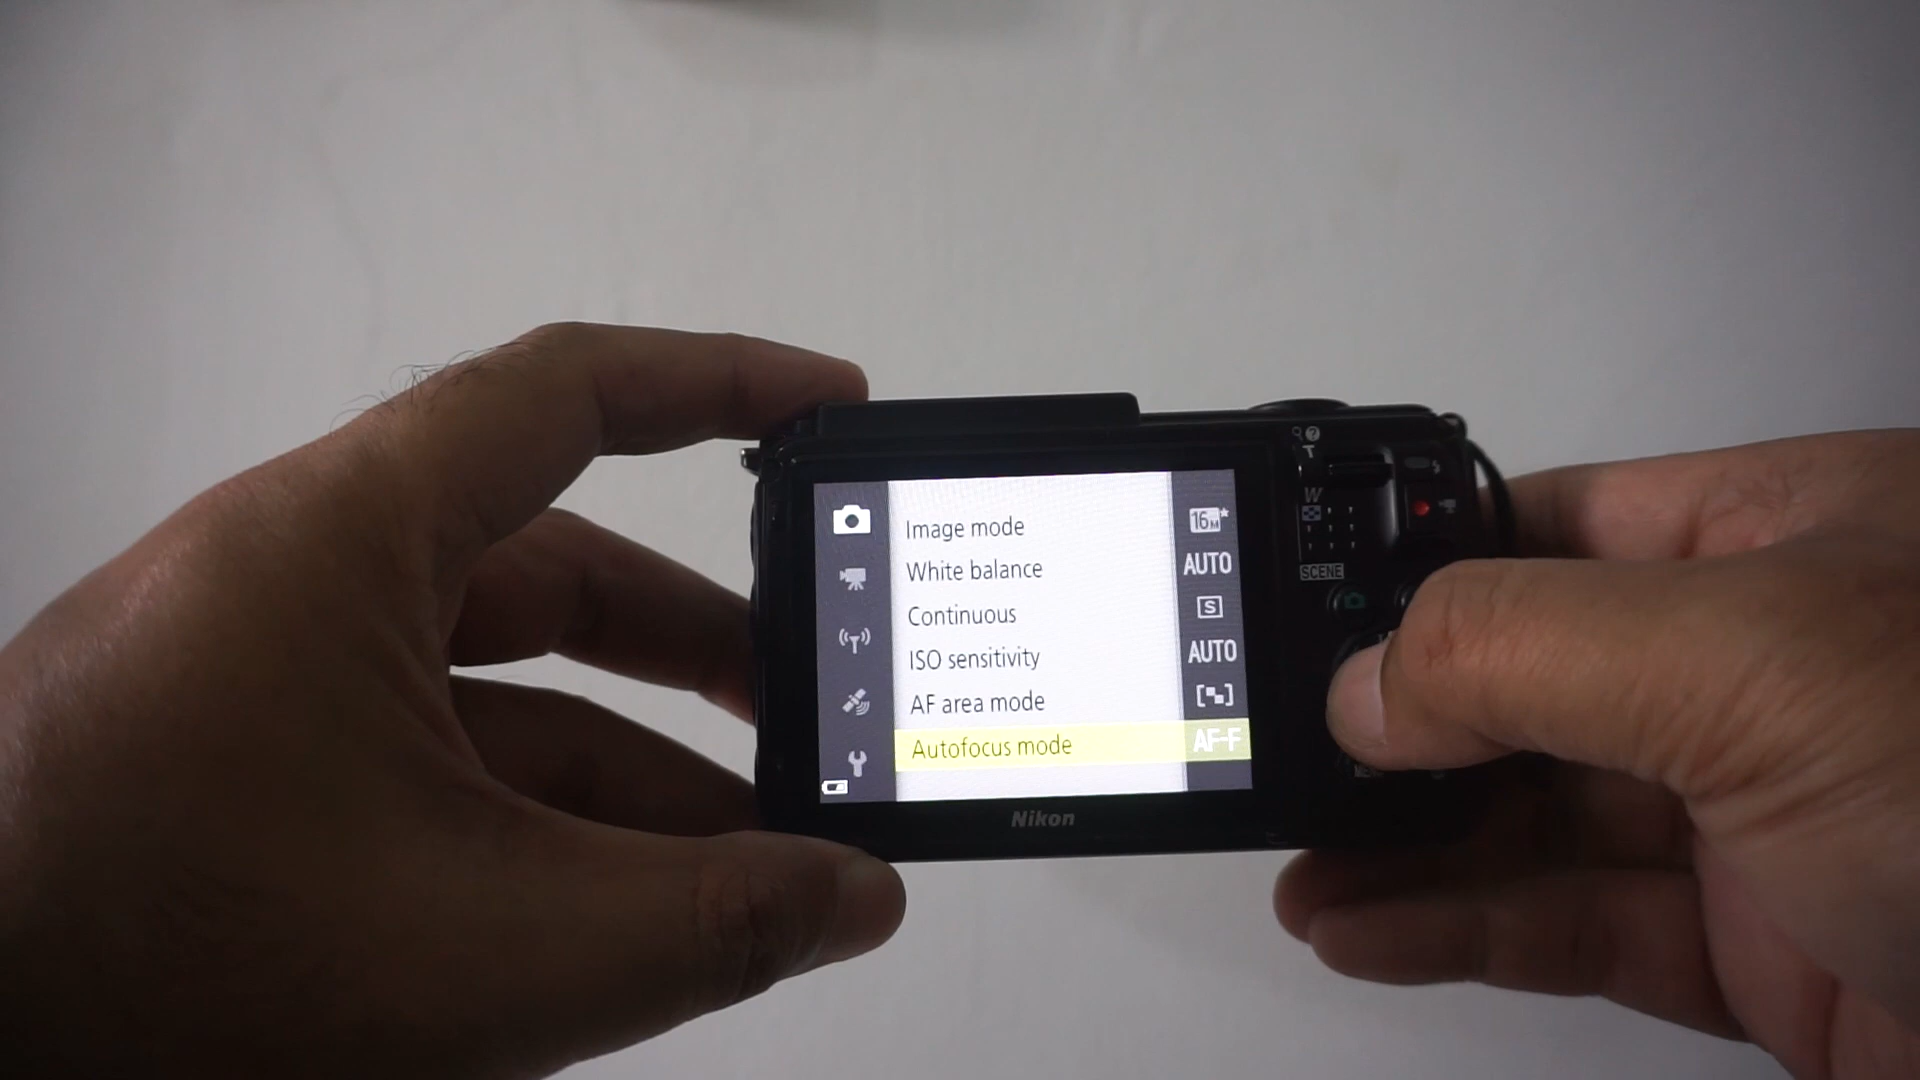 ?
T
W
SCENE
Image mode 16M
White balance AUTO
Continuous S
ISO sensitivity AUTO
AF area mode
Autofocus mode AF-F
Nikon